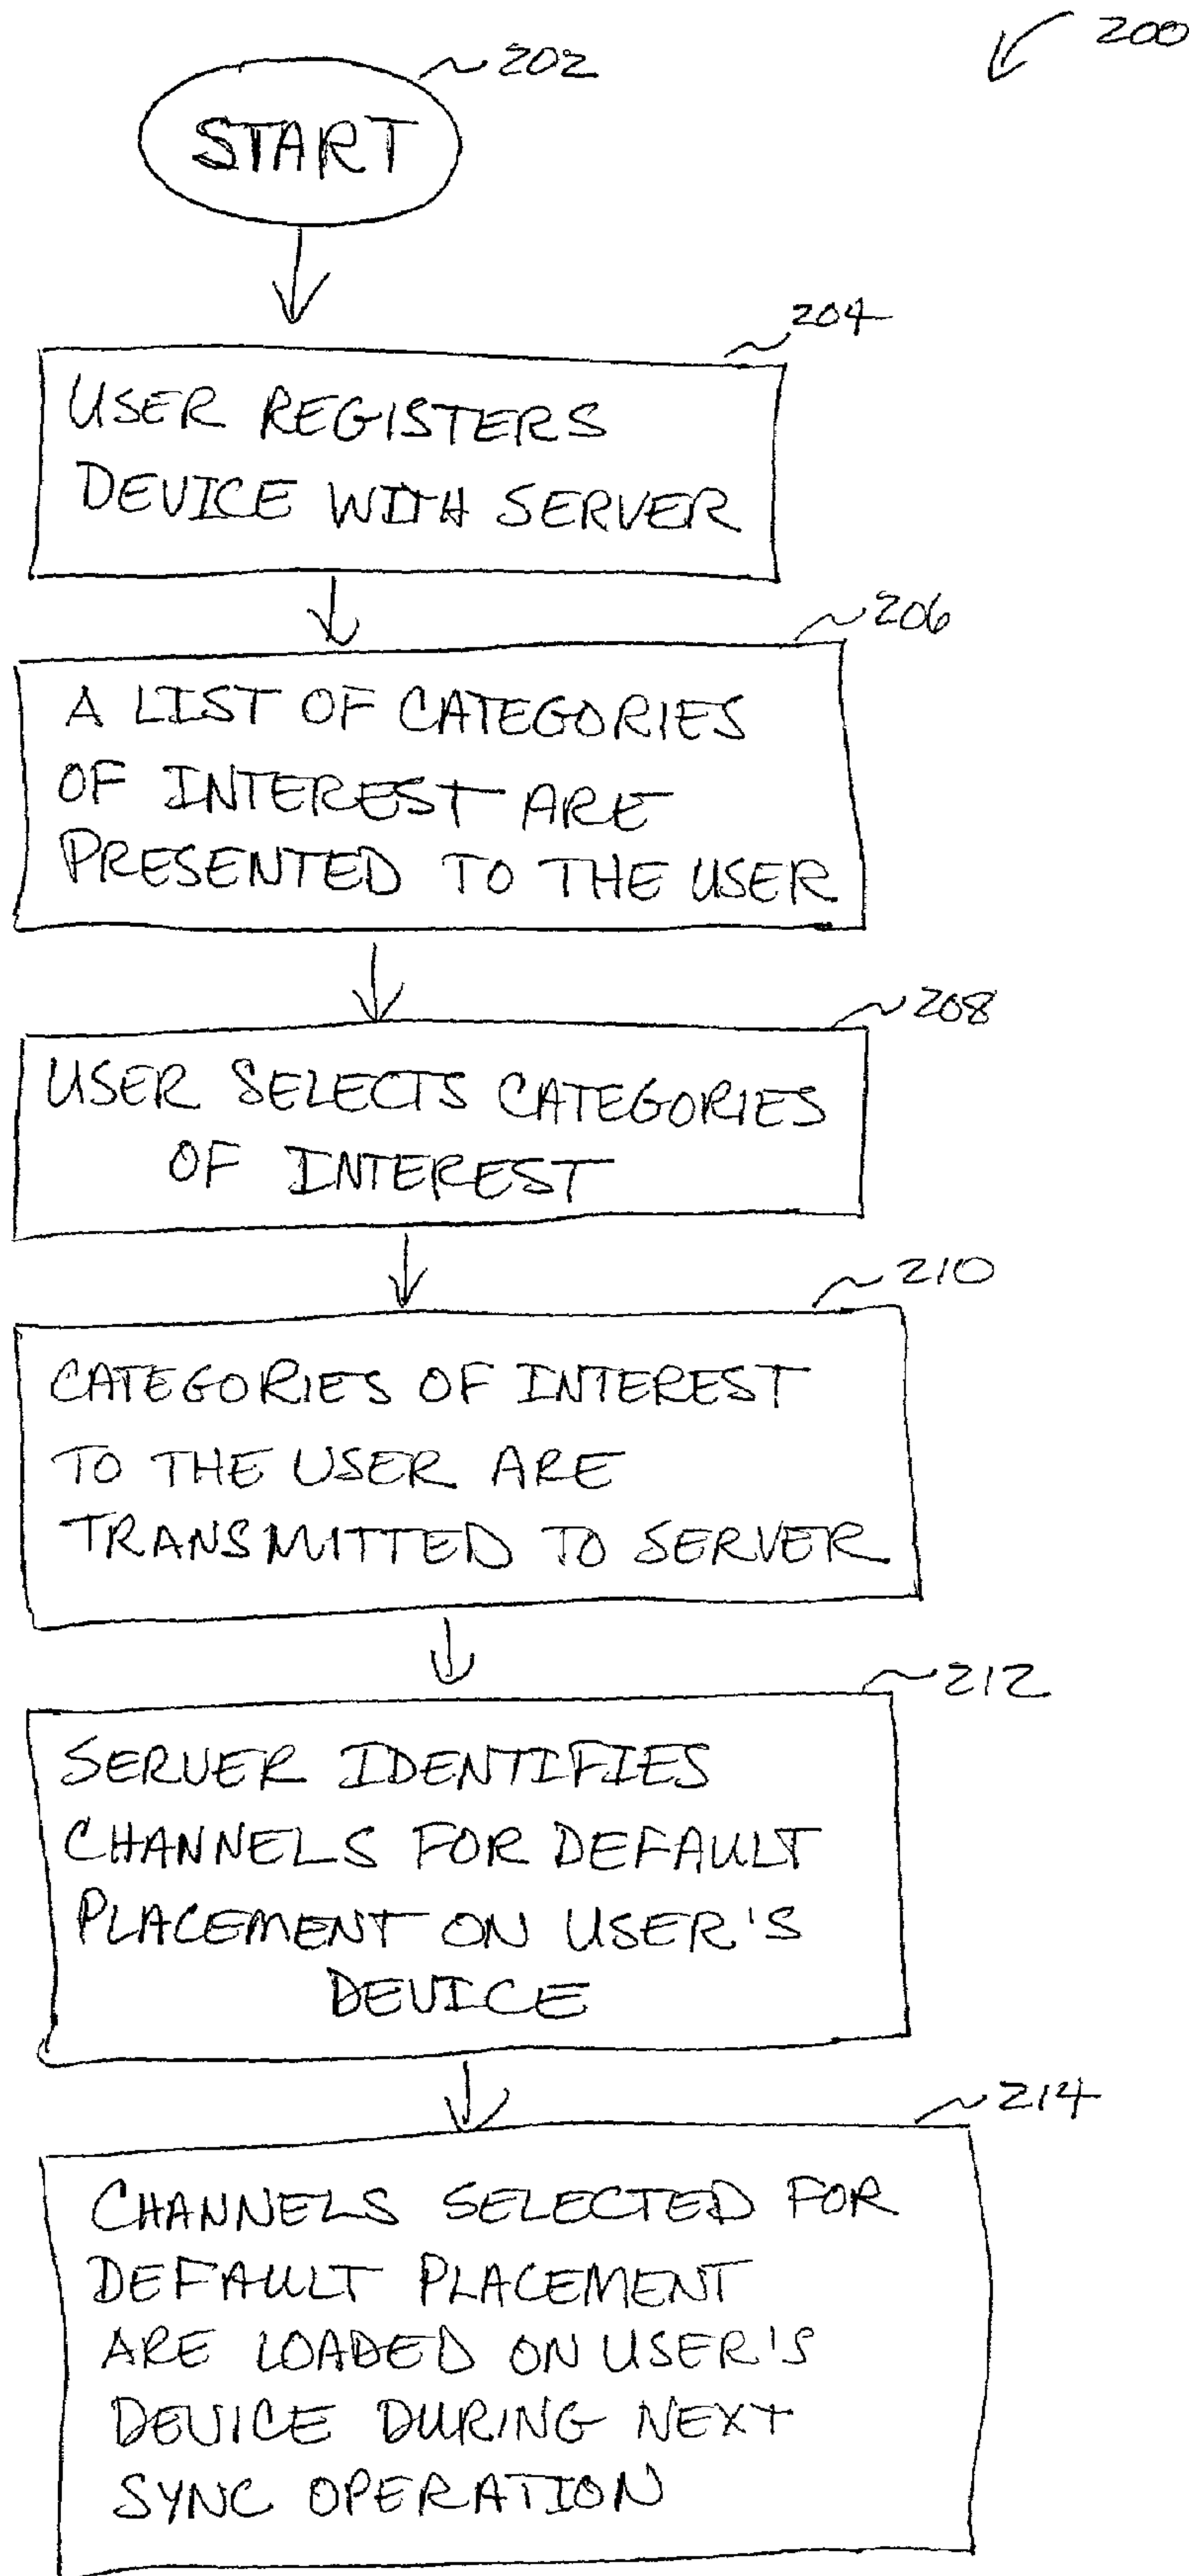 200
202
START
204
USER REGISTERS
DEVICE WITH SERVER
206
A LIST OF CATEGORIES
OF INTEREST ARE
PRESENTED TO THE USER
208
USER SELECTS CATEGORIES
OF INTEREST
210
CATEGORIES OF INTEREST
TO THE USER ARE
TRANSMITTED TO SERVER
212
SERVER IDENTIFIES
CHANNELS FOR DEFAULT
PLACEMENT ON USER'S
DEVICE
214
CHANNELS SELECTED FOR
DEFAULT PLACEMENT
ARE LOADED ON USER'S
DEVICE DURING NEXT
SYNC OPERATION